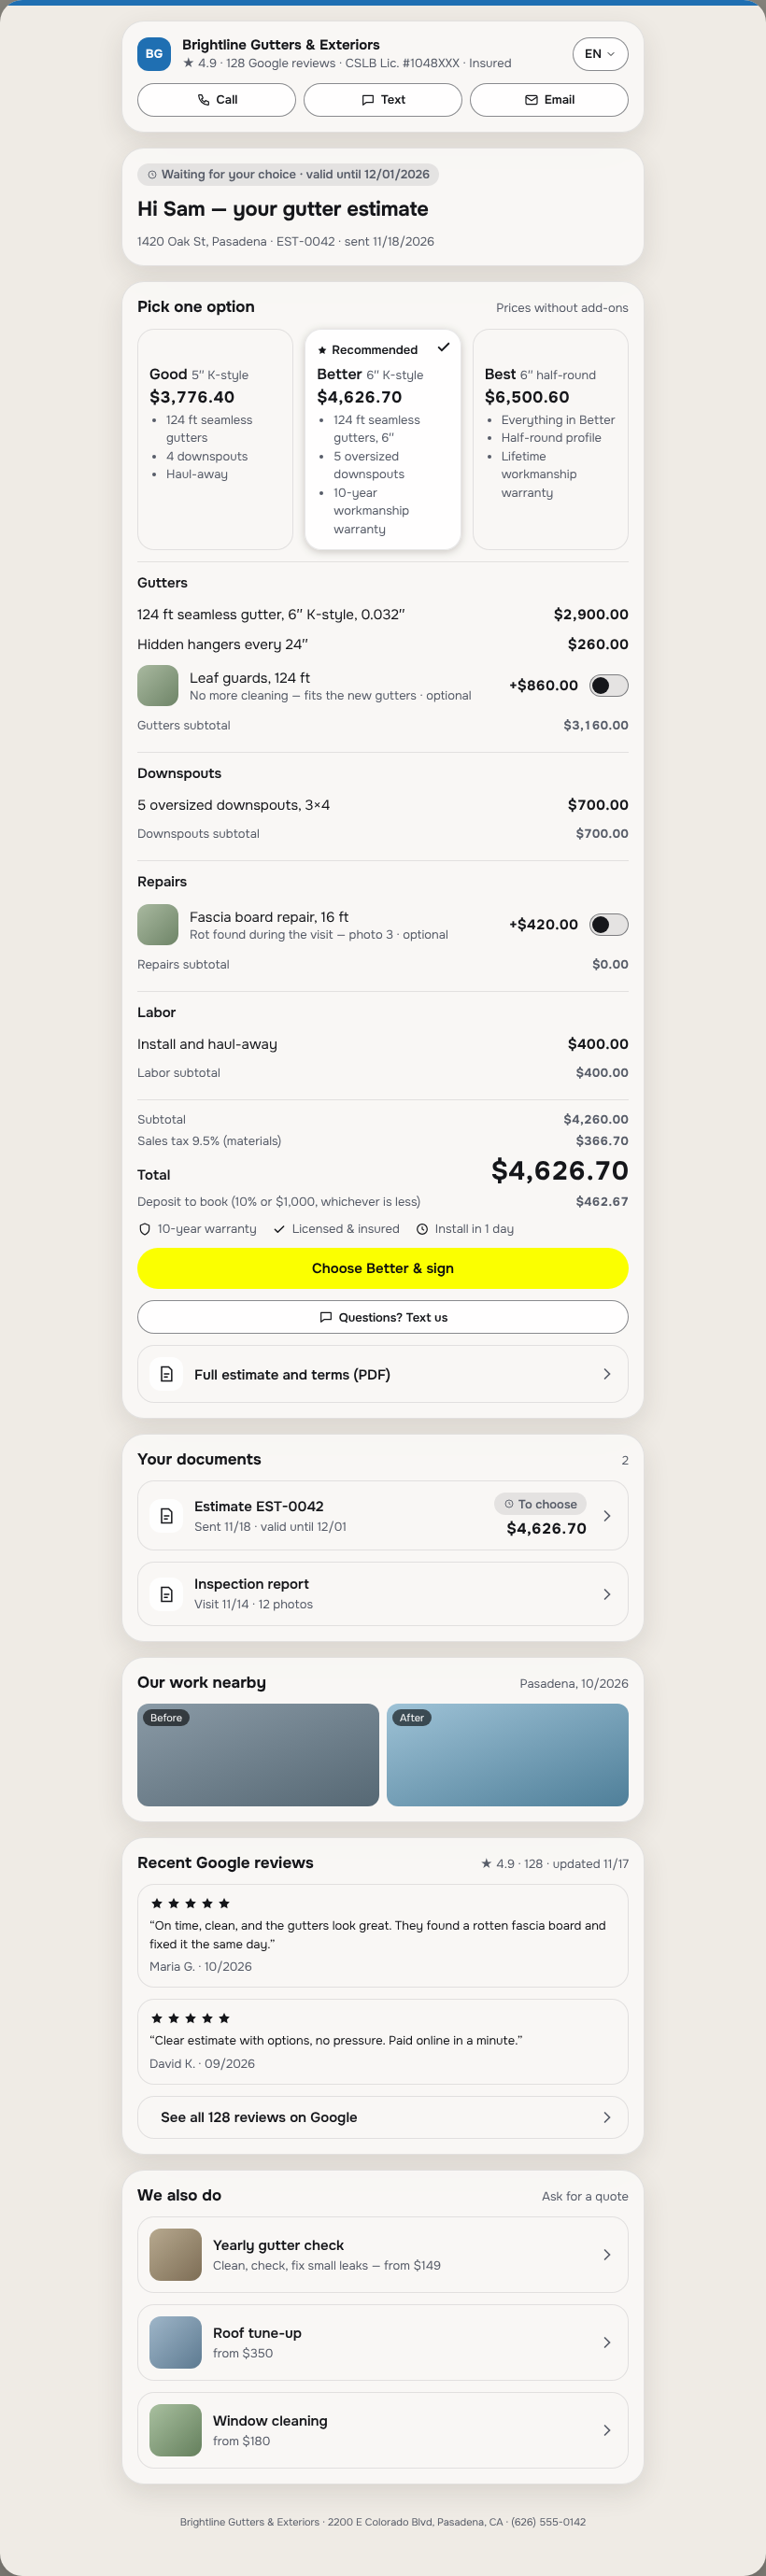 BG
Brightline Gutters & Exteriors
★ 4.9 · 128 Google reviews · CSLB Lic. #1048XXX · Insured
EN
Call
Text
Email
Waiting for your choice · valid until 12/01/2026
Hi Sam — your gutter estimate
1420 Oak St, Pasadena · EST-0042 · sent 11/18/2026
Pick one option
Prices without add-ons
Good 5″ K-style
$3,776.40
• 124 ft seamless
gutters
• 4 downspouts
• Haul-away
★ Recommended
Better 6″ K-style
$4,626.70
• 124 ft seamless
gutters, 6″
• 5 oversized
downspouts
• 10-year
workmanship
warranty
Best 6″ half-round
$6,500.60
• Everything in Better
• Half-round profile
• Lifetime
workmanship
warranty
Gutters
124 ft seamless gutter, 6″ K-style, 0.032″
$2,900.00
Hidden hangers every 24″
$260.00
Leaf guards, 124 ft
No more cleaning — fits the new gutters · optional
+$860.00
Gutters subtotal
$3,160.00
Downspouts
5 oversized downspouts, 3×4
$700.00
Downspouts subtotal
$700.00
Repairs
Fascia board repair, 16 ft
Rot found during the visit — photo 3 · optional
+$420.00
Repairs subtotal
$0.00
Labor
Install and haul-away
$400.00
Labor subtotal
$400.00
Subtotal
$4,260.00
Sales tax 9.5% (materials)
$366.70
Total
$4,626.70
Deposit to book (10% or $1,000, whichever is less)
$462.67
10-year warranty
Licensed & insured
Install in 1 day
Choose Better & sign
Questions? Text us
Full estimate and terms (PDF)
Your documents
2
Estimate EST-0042
Sent 11/18 · valid until 12/01
To choose
$4,626.70
Inspection report
Visit 11/14 · 12 photos
Our work nearby
Pasadena, 10/2026
Before
After
Recent Google reviews
★ 4.9 · 128 · updated 11/17
★ ★ ★ ★ ★
“On time, clean, and the gutters look great. They found a rotten fascia board and
fixed it the same day.”
Maria G. · 10/2026
★ ★ ★ ★ ★
“Clear estimate with options, no pressure. Paid online in a minute.”
David K. · 09/2026
See all 128 reviews on Google
We also do
Ask for a quote
Yearly gutter check
Clean, check, fix small leaks — from $149
Roof tune-up
from $350
Window cleaning
from $180
Brightline Gutters & Exteriors · 2200 E Colorado Blvd, Pasadena, CA · (626) 555-0142